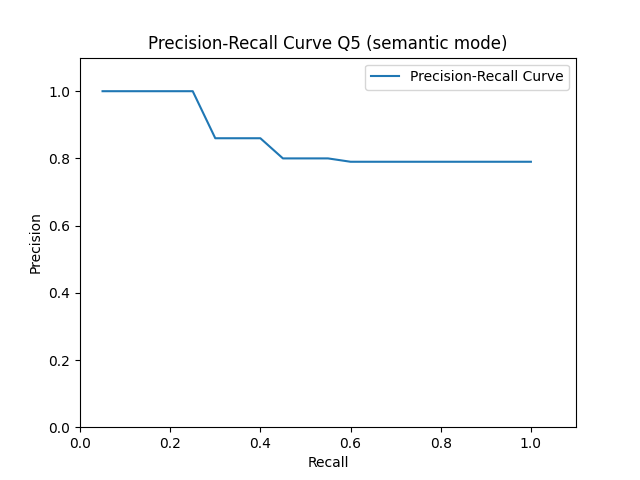 Precision-Recall Curve Q5 (semantic mode)
Precision-Recall Curve
1.0
0.8
0.6
0.4
0.2
0.0
Precision
0.0 0.2 0.4 0.6 0.8 1.0
Recall